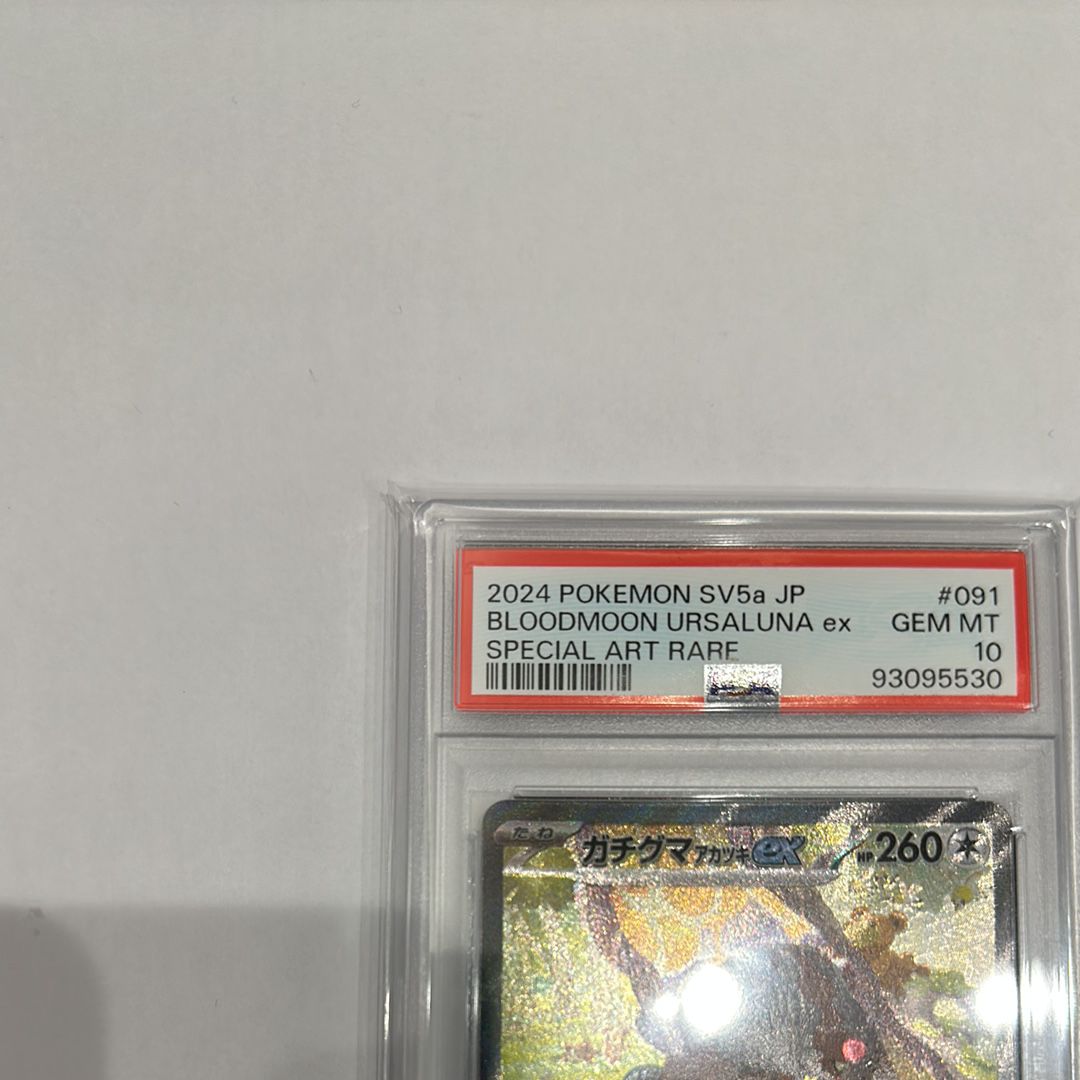 2024 POKEMON SV5a JP #091
BLOODMOON URSALUNA ex GEM MT
SPECIAL ART RARE 10
93095530
たね ガチグマ アカツキ ex HP 260